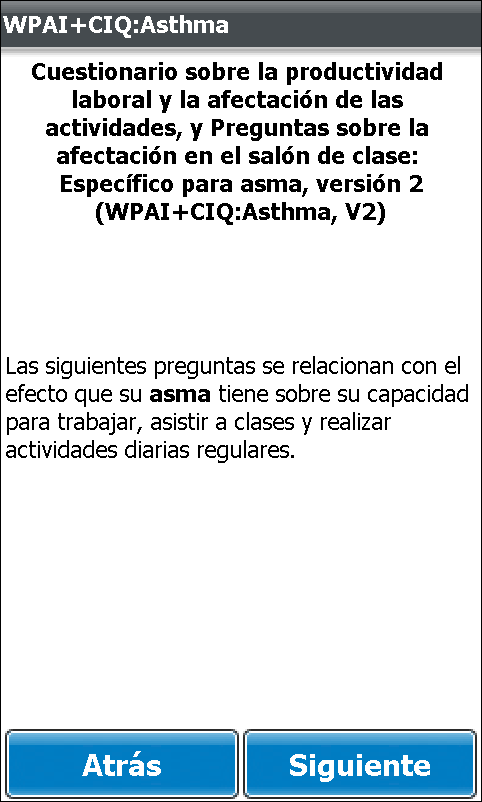 WPAI+CIQ:Asthma
Cuestionario sobre la productividad
laboral y la afectación de las
actividades, y Preguntas sobre la
afectación en el salón de clase:
Específico para asma, versión 2
(WPAI+CIQ:Asthma, V2)
Las siguientes preguntas se relacionan con el
efecto que su asma tiene sobre su capacidad
para trabajar, asistir a clases y realizar
actividades diarias regulares.
Atrás
Siguiente